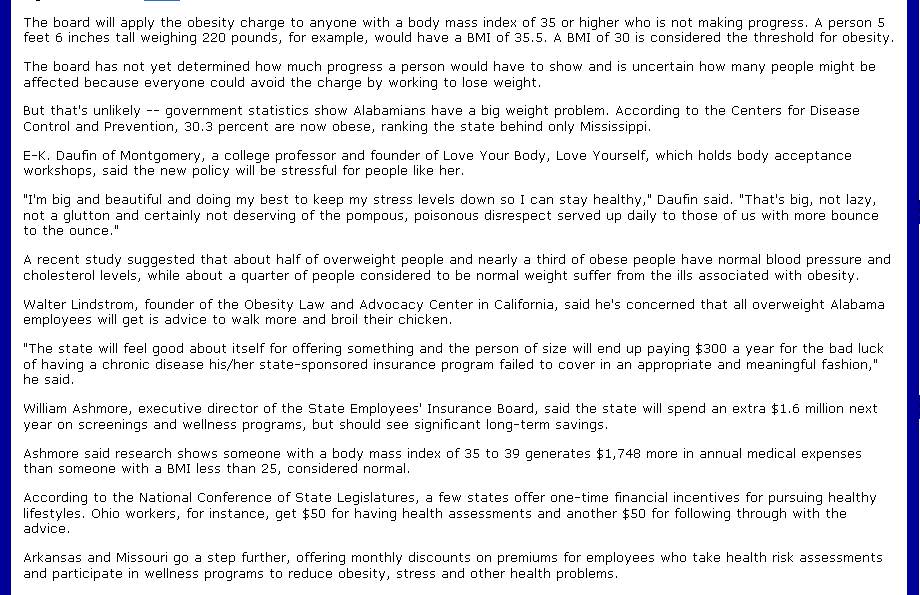 The board will apply the obesity charge to anyone with a body mass index of 35 or higher who is not making progress. A person 5
feet 6 inches tall weighing 220 pounds, for example, would have a BMI of 35.5. A BMI of 30 is considered the threshold for obesity.
The board has not yet determined how much progress a person would have to show and is uncertain how many people might be
affected because everyone could avoid the charge by working to lose weight.
But that's unlikely -- government statistics show Alabamians have a big weight problem. According to the Centers for Disease
Control and Prevention, 30.3 percent are now obese, ranking the state behind only Mississippi.
E-K. Daufin of Montgomery, a college professor and founder of Love Your Body, Love Yourself, which holds body acceptance
workshops, said the new policy will be stressful for people like her.
"I'm big and beautiful and doing my best to keep my stress levels down so I can stay healthy," Daufin said. "That's big, not lazy,
not a glutton and certainly not deserving of the pompous, poisonous disrespect served up daily to those of us with more bounce
to the ounce."
A recent study suggested that about half of overweight people and nearly a third of obese people have normal blood pressure and
cholesterol levels, while about a quarter of people considered to be normal weight suffer from the ills associated with obesity.
Walter Lindstrom, founder of the Obesity Law and Advocacy Center in California, said he's concerned that all overweight Alabama
employees will get is advice to walk more and broil their chicken.
"The state will feel good about itself for offering something and the person of size will end up paying $300 a year for the bad luck
of having a chronic disease his/her state-sponsored insurance program failed to cover in an appropriate and meaningful fashion,"
he said.
William Ashmore, executive director of the State Employees' Insurance Board, said the state will spend an extra $1.6 million next
year on screenings and wellness programs, but should see significant long-term savings.
Ashmore said research shows someone with a body mass index of 35 to 39 generates $1,748 more in annual medical expenses
than someone with a BMI less than 25, considered normal.
According to the National Conference of State Legislatures, a few states offer one-time financial incentives for pursuing healthy
lifestyles. Ohio workers, for instance, get $50 for having health assessments and another $50 for following through with the
advice.
Arkansas and Missouri go a step further, offering monthly discounts on premiums for employees who take health risk assessments
and participate in wellness programs to reduce obesity, stress and other health problems.